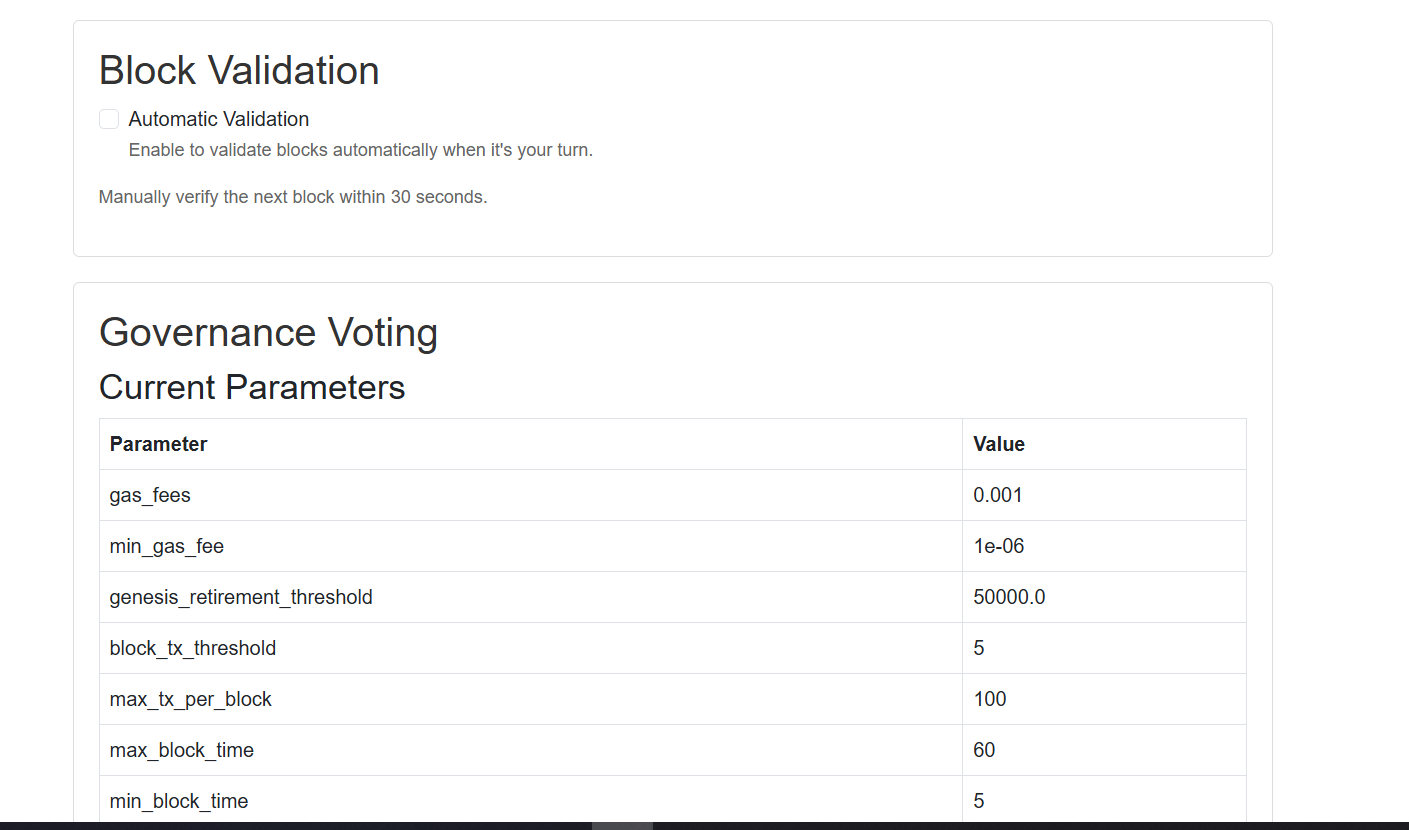 Block Validation
Automatic Validation
Enable to validate blocks automatically when it's your turn.
Manually verify the next block within 30 seconds.
Governance Voting
Current Parameters
Parameter Value
gas_fees 0.001
min_gas_fee 1e-06
genesis_retirement_threshold 50000.0
block_tx_threshold 5
max_tx_per_block 100
max_block_time 60
min_block_time 5